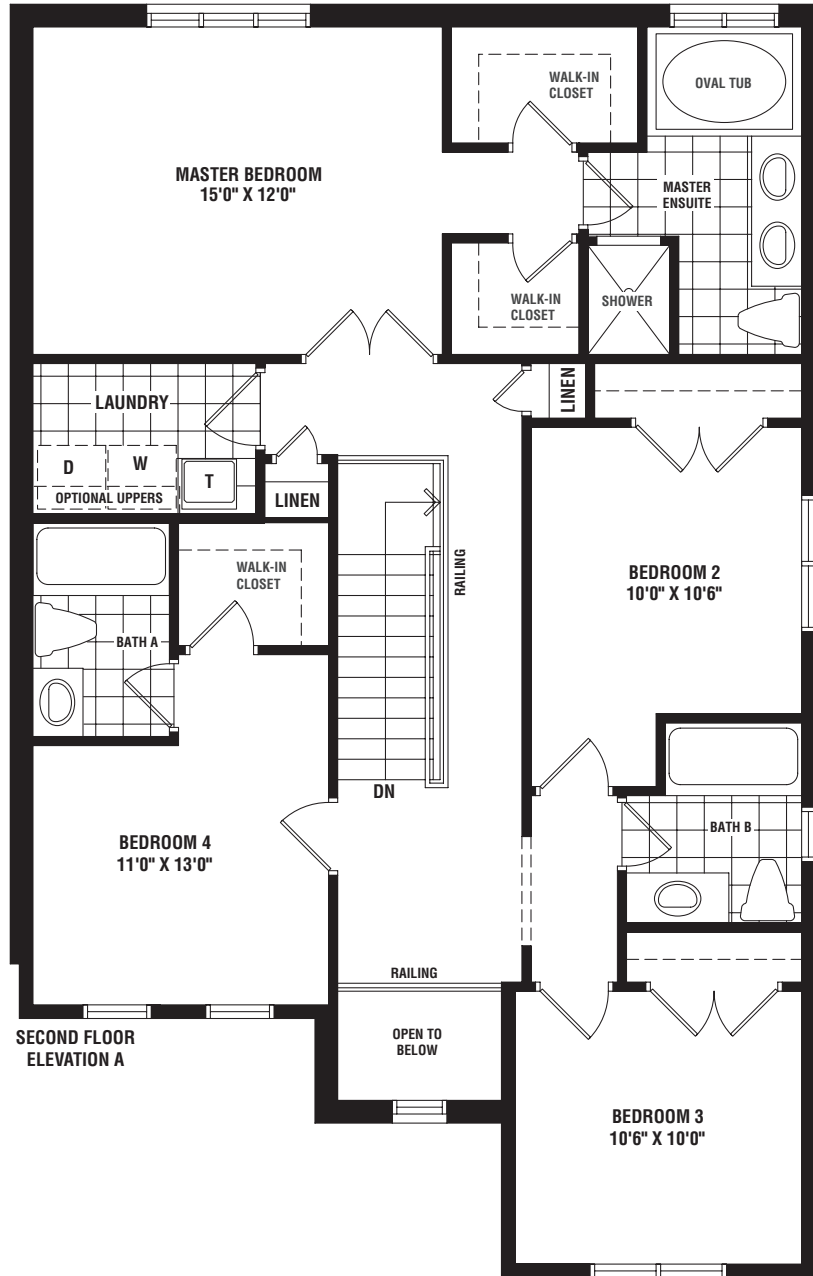 WALK-IN
CLOSET
OVAL TUB
MASTER BEDROOM
15'0" X 12'0"
MASTER
ENSUITE
WALK-IN
CLOSET
SHOWER
LAUNDRY
LINEN
D
W
T
OPTIONAL UPPERS
LINEN
WALK-IN
CLOSET
RAILING
BEDROOM 2
10'0" X 10'6"
BATH A
DN
BATH B
BEDROOM 4
11'0" X 13'0"
RAILING
SECOND FLOOR
ELEVATION A
OPEN TO
BELOW
BEDROOM 3
10'6" X 10'0"